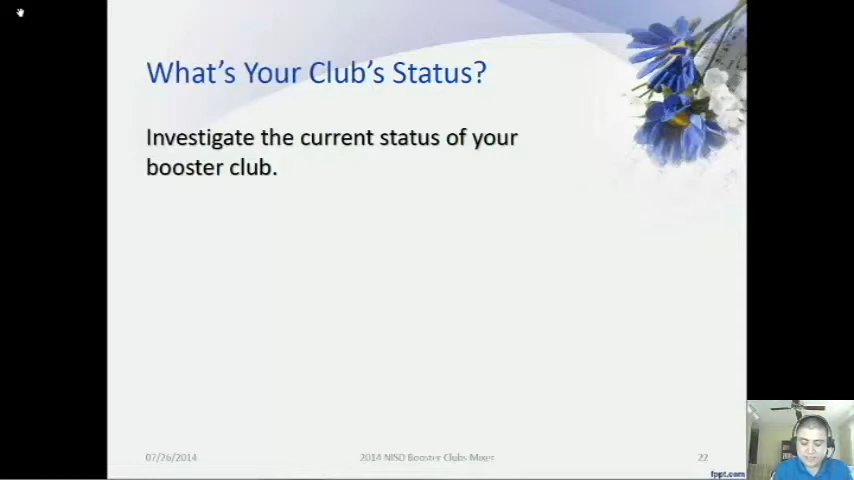 What's Your Club's Status?
Investigate the current status of your
booster club.
07/26/2014
2014 NISD Booster Clubs Mixer
22
fppt.com